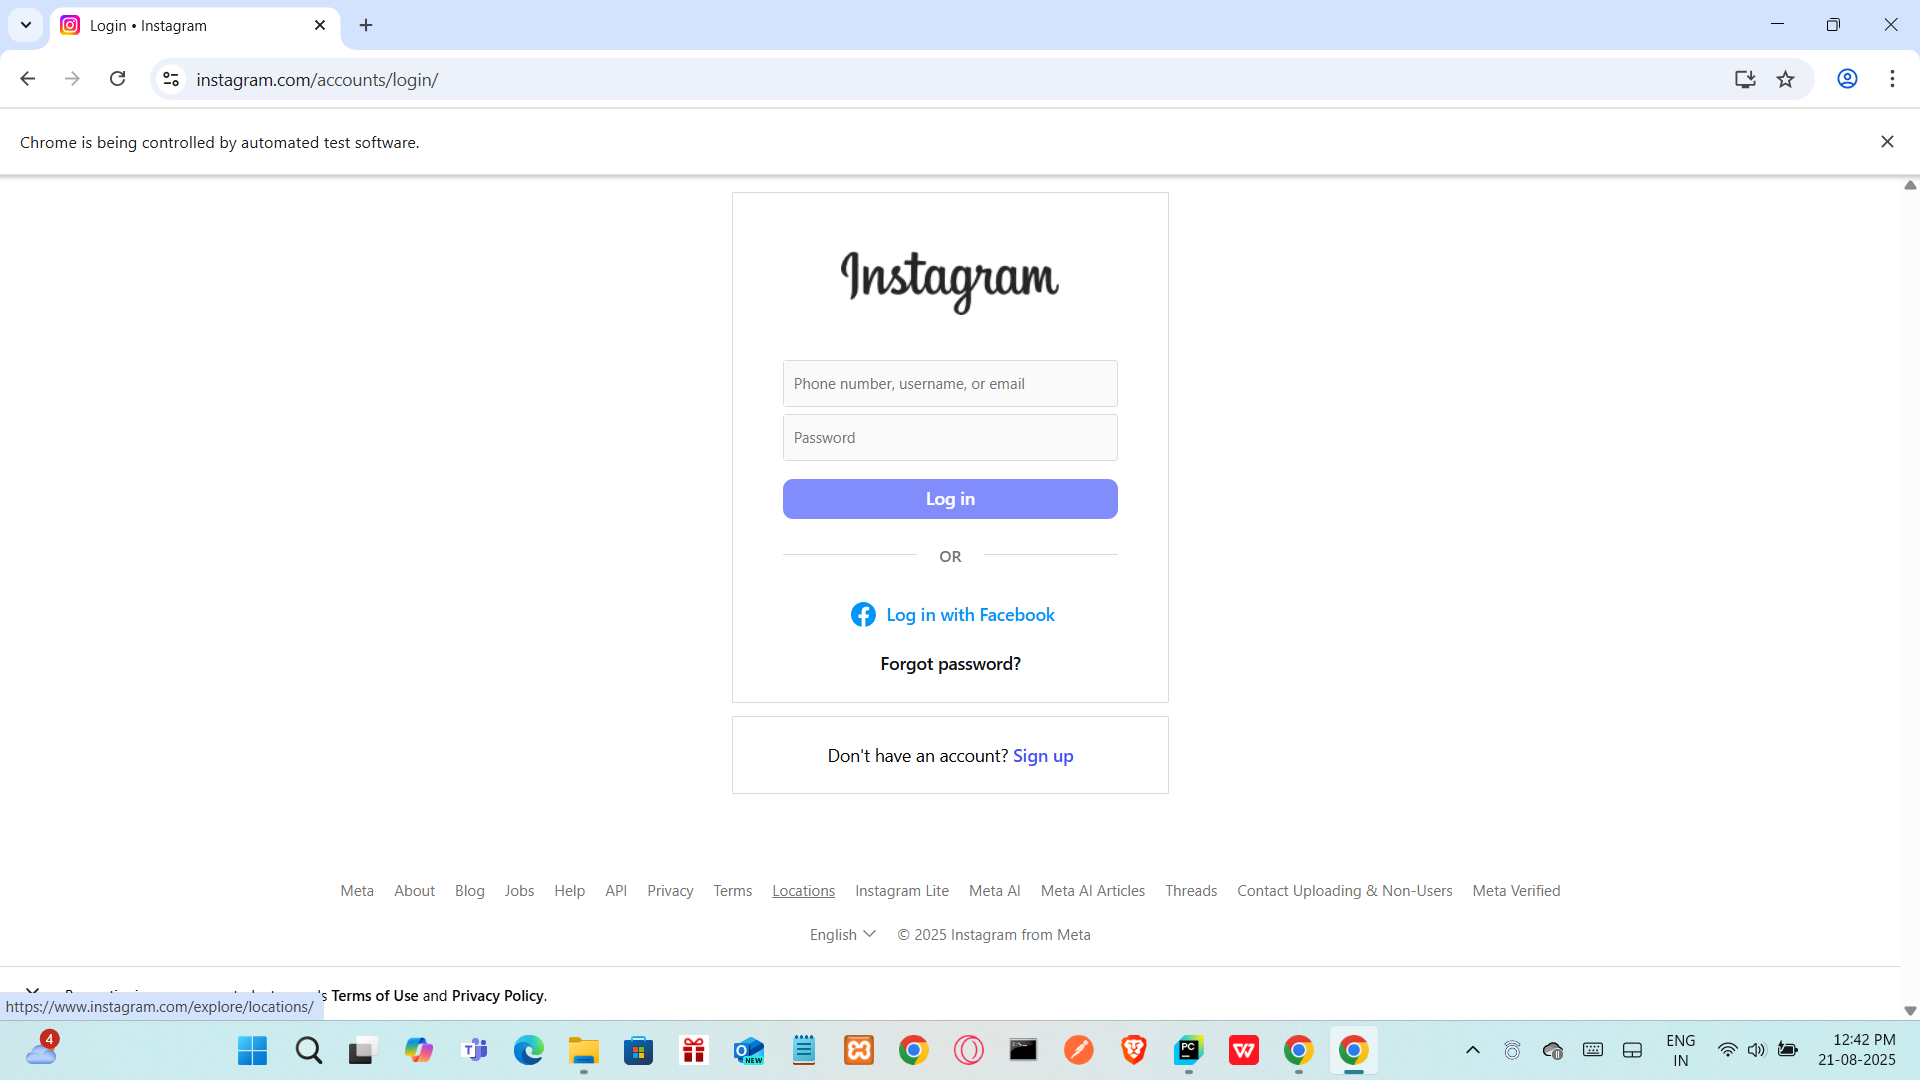 Login • Instagram
instagram.com/accounts/login/
Chrome is being controlled by automated test software.
Instagram
Phone number, username, or email
Password
Log in
OR
Log in with Facebook
Forgot password?
Don't have an account? Sign up
Meta About Blog Jobs Help API Privacy Terms Locations Instagram Lite Meta AI Meta AI Articles Threads Contact Uploading & Non-Users Meta Verified
English © 2025 Instagram from Meta
Terms of Use and Privacy Policy.
https://www.instagram.com/explore/locations/
4
NEW
PC
ENG
IN
12:42 PM
21-08-2025